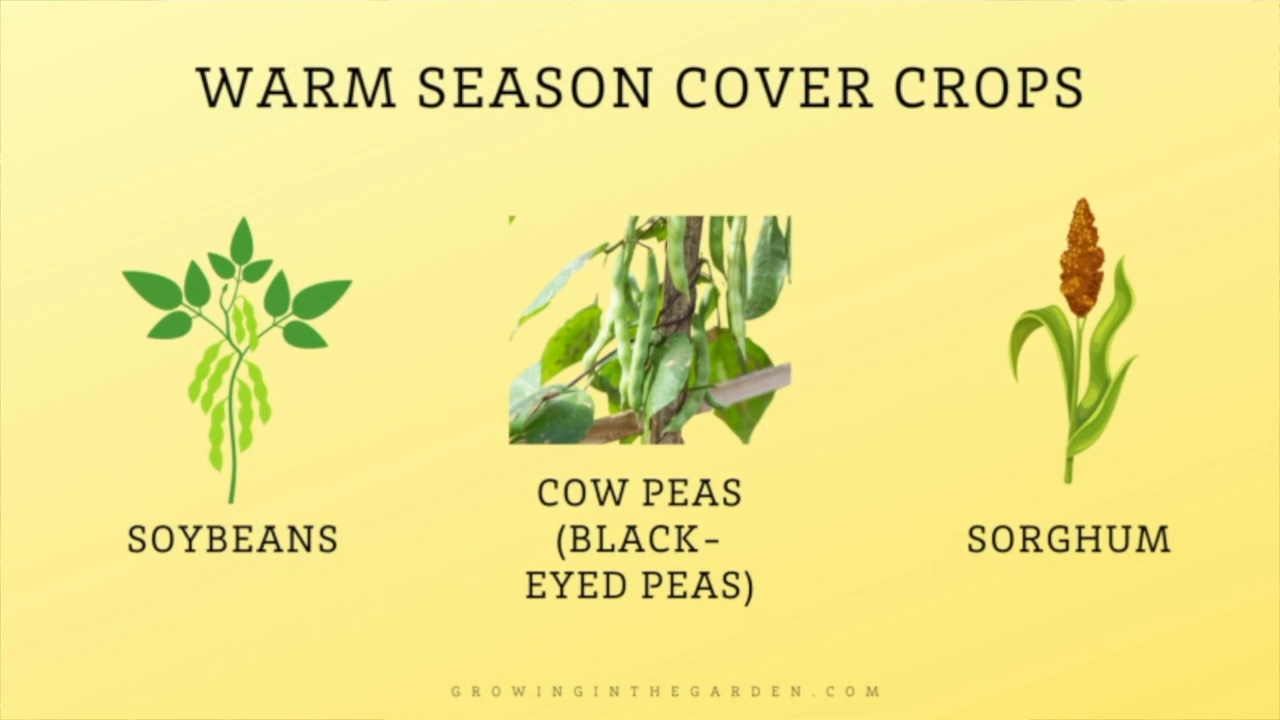 WARM SEASON COVER CROPS
SOYBEANS
COW PEAS
(BLACK-
EYED PEAS)
SORGHUM
GROWINGINTHEGARDEN.COM